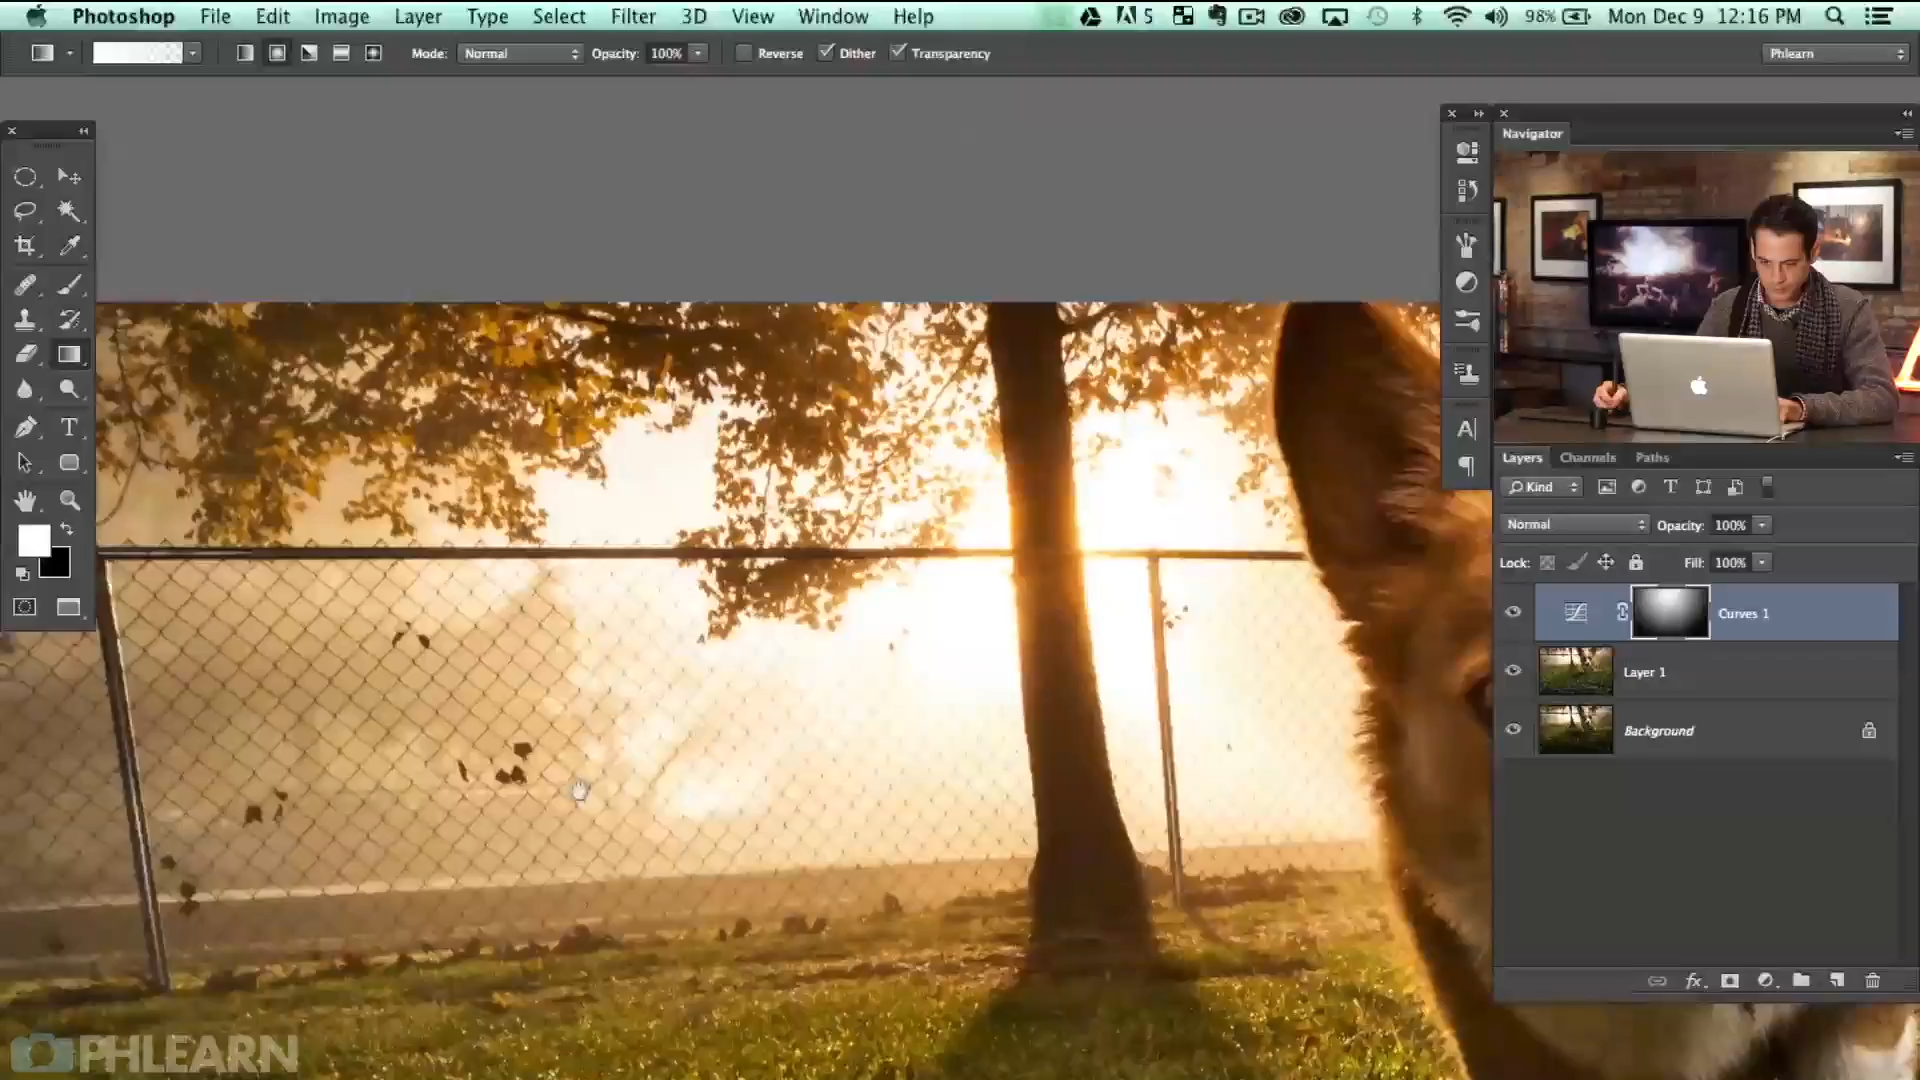 Photoshop File Edit Image Layer Type Select Filter 3D View Window Help 5 98% Mon Dec 9 12:16 PM
Mode: Normal Opacity: 100% Reverse Dither Transparency Phlearn
Navigator
Layers Channels Paths
Kind
Normal Opacity: 100%
Lock: Fill: 100%
Curves 1
Layer 1
Background
fx
PHLEARN